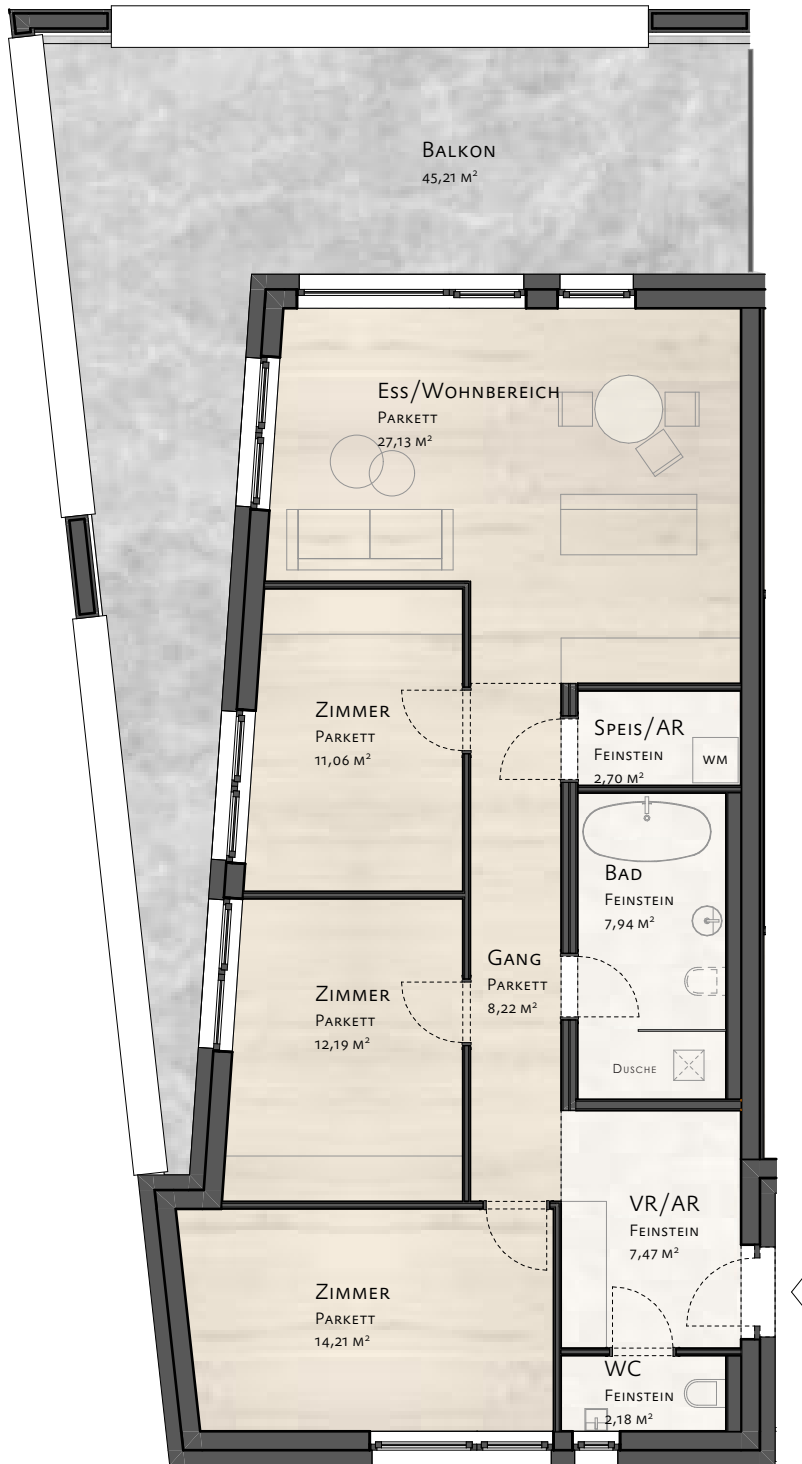 Balkon
45,21 m²
Ess/Wohnbereich
Parkett
27,13 m²
Zimmer
Parkett
11,06 m²
Speis/AR
Feinstein
2,70 m²
WM
Bad
Feinstein
7,94 m²
Gang
Parkett
8,22 m²
Zimmer
Parkett
12,19 m²
Dusche
VR/AR
Feinstein
7,47 m²
Zimmer
Parkett
14,21 m²
WC
Feinstein
2,18 m²